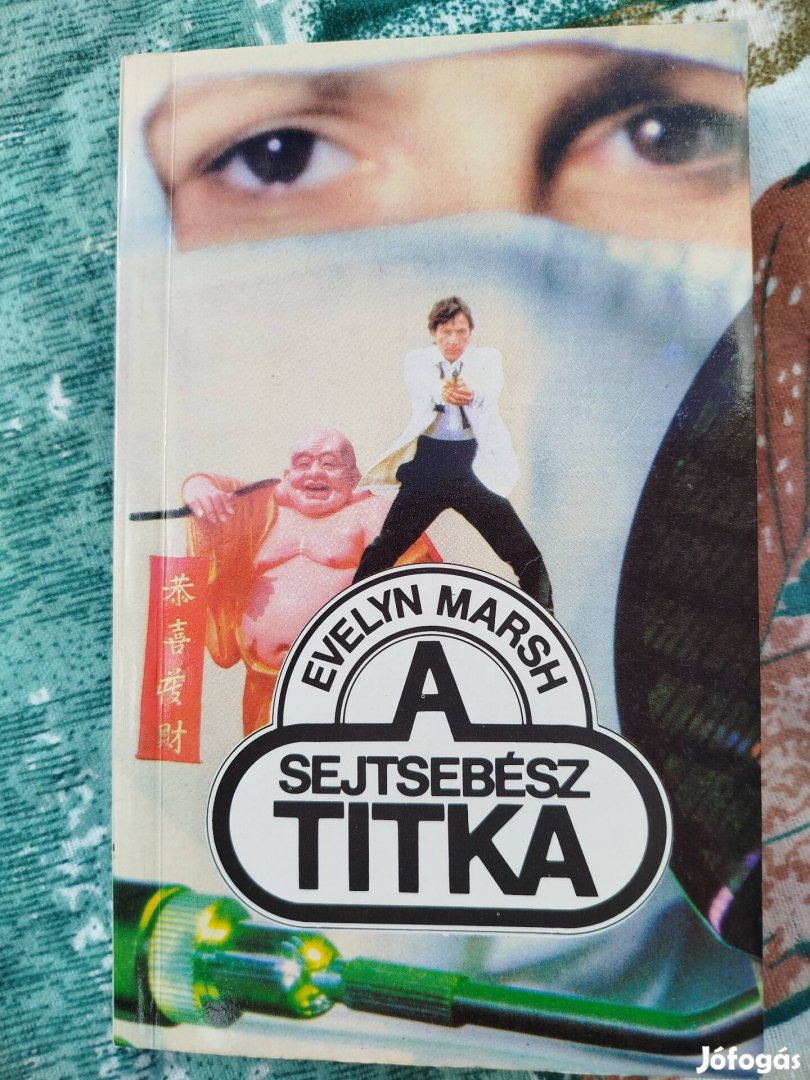 恭
喜
發
財
EVELYN MARSH
A
SEJTSEBÉSZ
TITKA
Jófogás